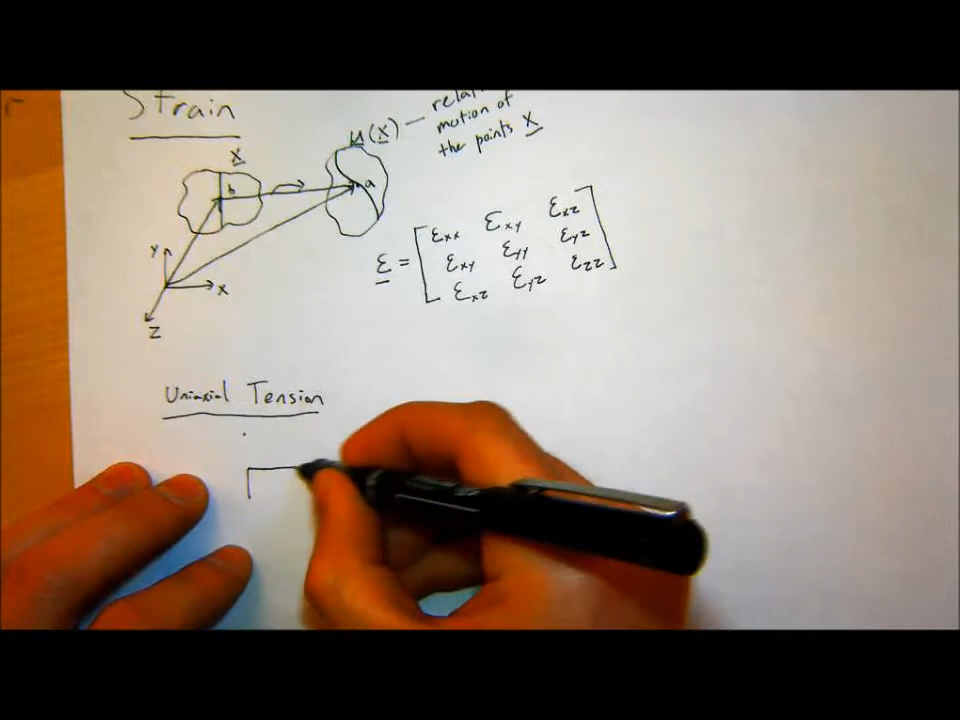 Strain
μ(x) — relat
motion of
the points x
x
b
a
y
x
z
ε = [ εxx εxy εxz
εxy εyy εyz
εxz εyz εzz ]
Uniaxial Tension